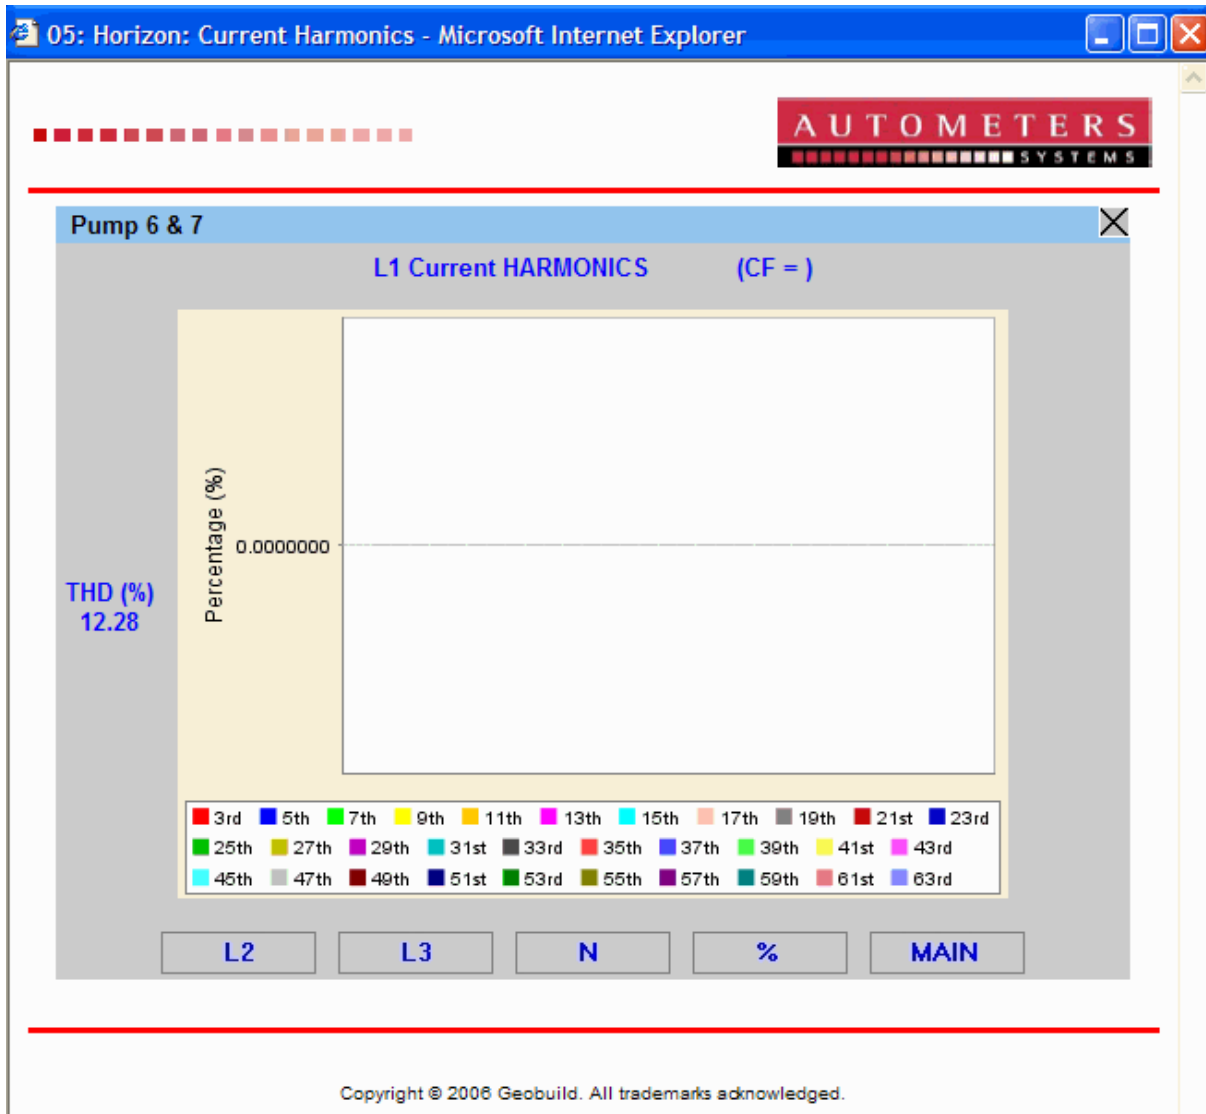 05: Horizon: Current Harmonics - Microsoft Internet Explorer
AUTOMETERS
SYSTEMS
Pump 6 & 7
L1 Current HARMONICS (CF = )
Percentage (%)
0.0000000
THD (%)
12.28
3rd 5th 7th 9th 11th 13th 15th 17th 19th 21st 23rd
25th 27th 29th 31st 33rd 35th 37th 39th 41st 43rd
45th 47th 49th 51st 53rd 55th 57th 59th 61st 63rd
L2 L3 N % MAIN
Copyright © 2006 Geobuild. All trademarks acknowledged.